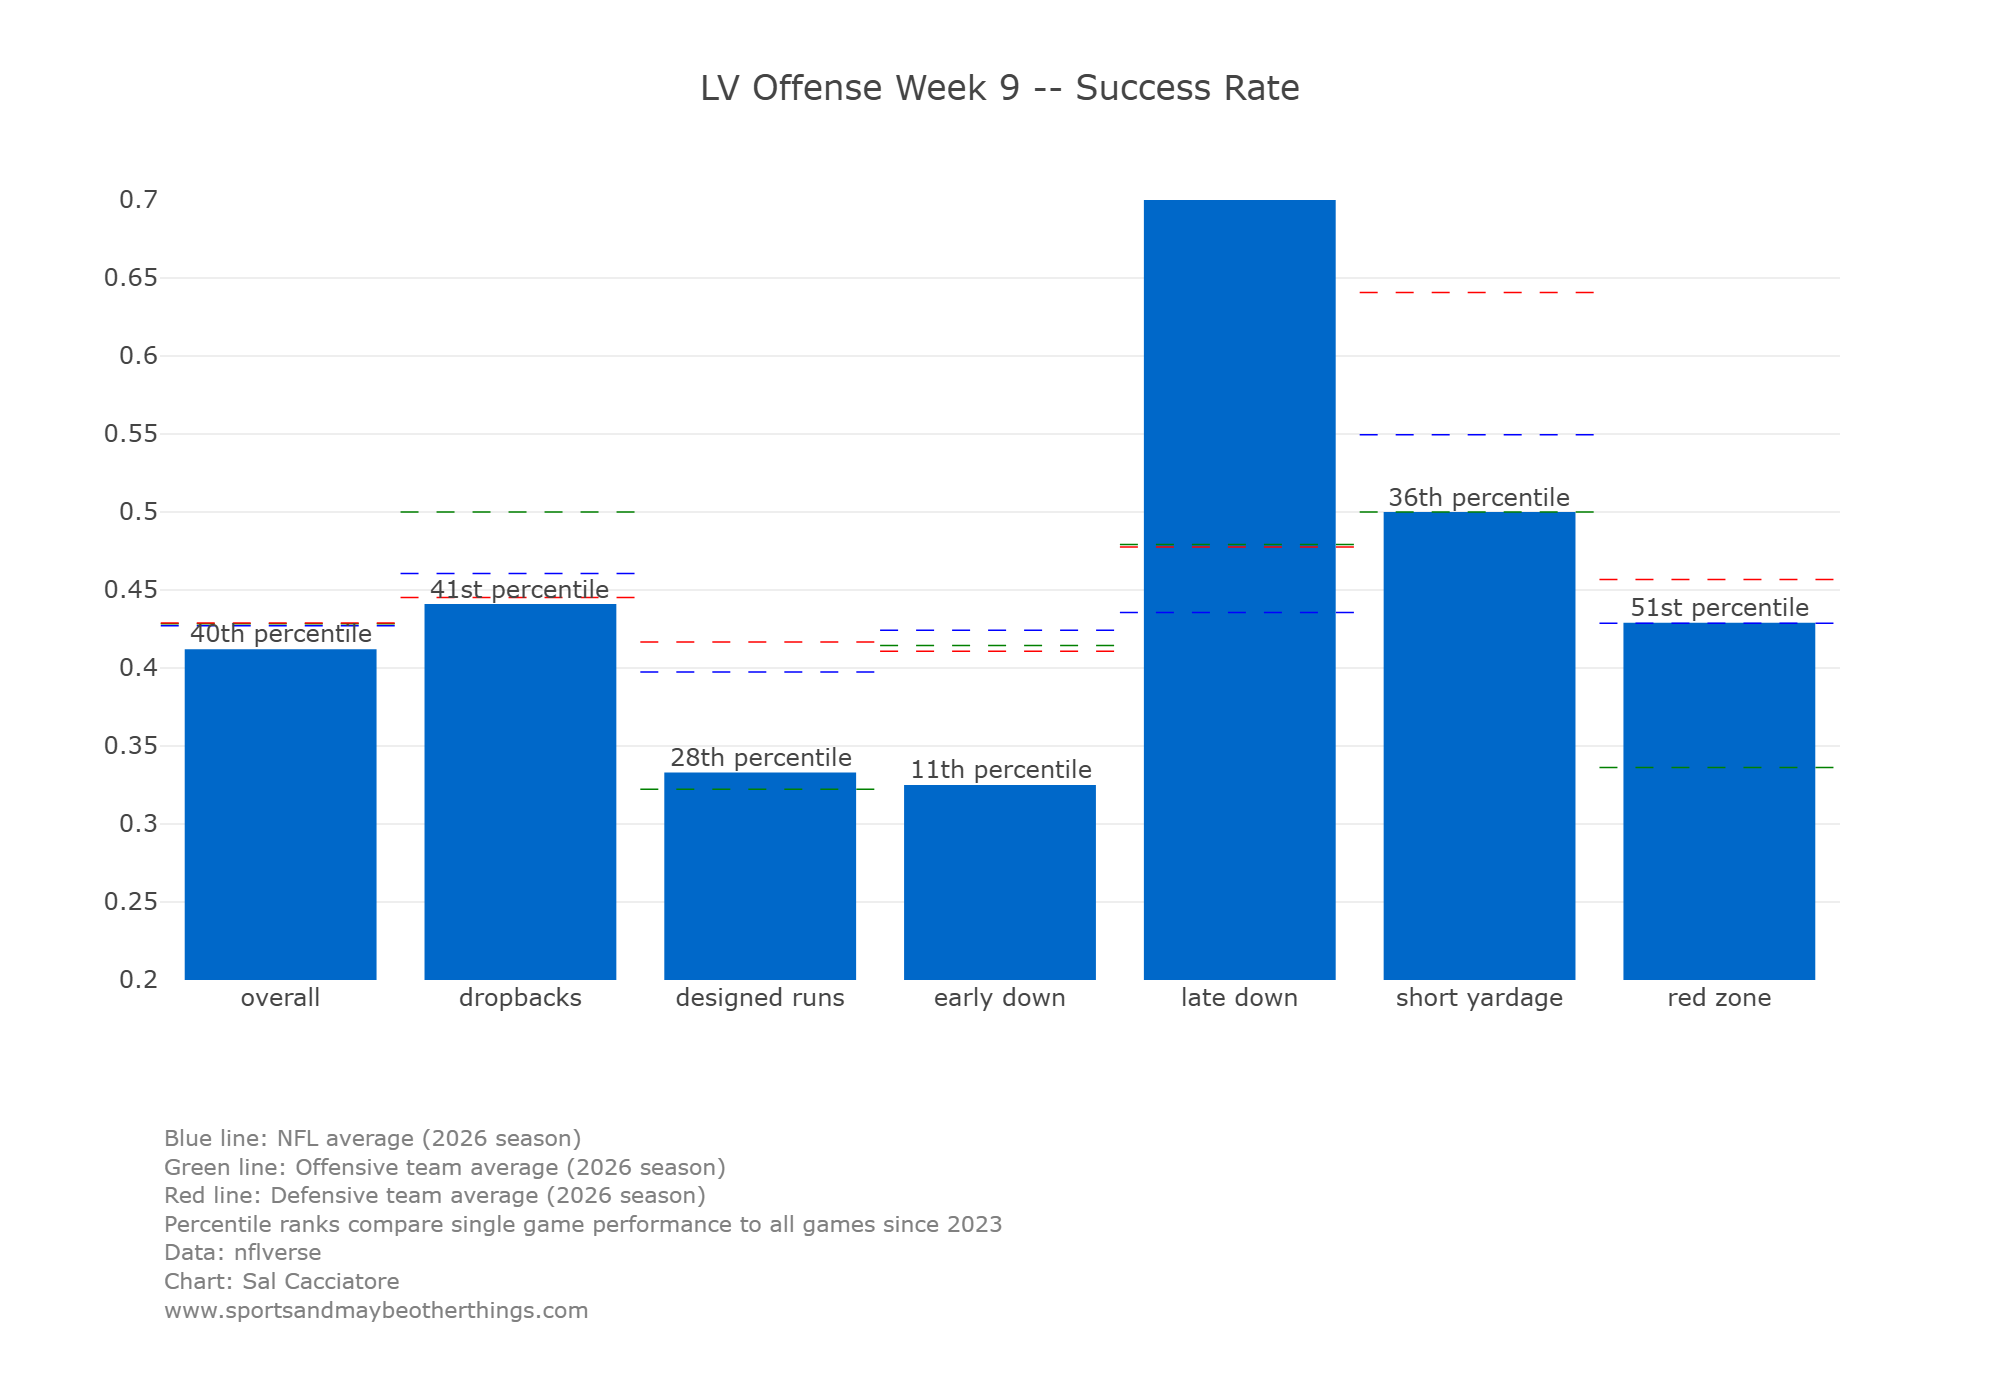 LV Offense Week 9 -- Success Rate
0.7
0.65
0.6
0.55
0.5
0.45
0.4
0.35
0.3
0.25
0.2
40th percentile
41st percentile
28th percentile
11th percentile
36th percentile
51st percentile
overall
dropbacks
designed runs
early down
late down
short yardage
red zone
Blue line: NFL average (2026 season)
Green line: Offensive team average (2026 season)
Red line: Defensive team average (2026 season)
Percentile ranks compare single game performance to all games since 2023
Data: nflverse
Chart: Sal Cacciatore
www.sportsandmaybeotherthings.com